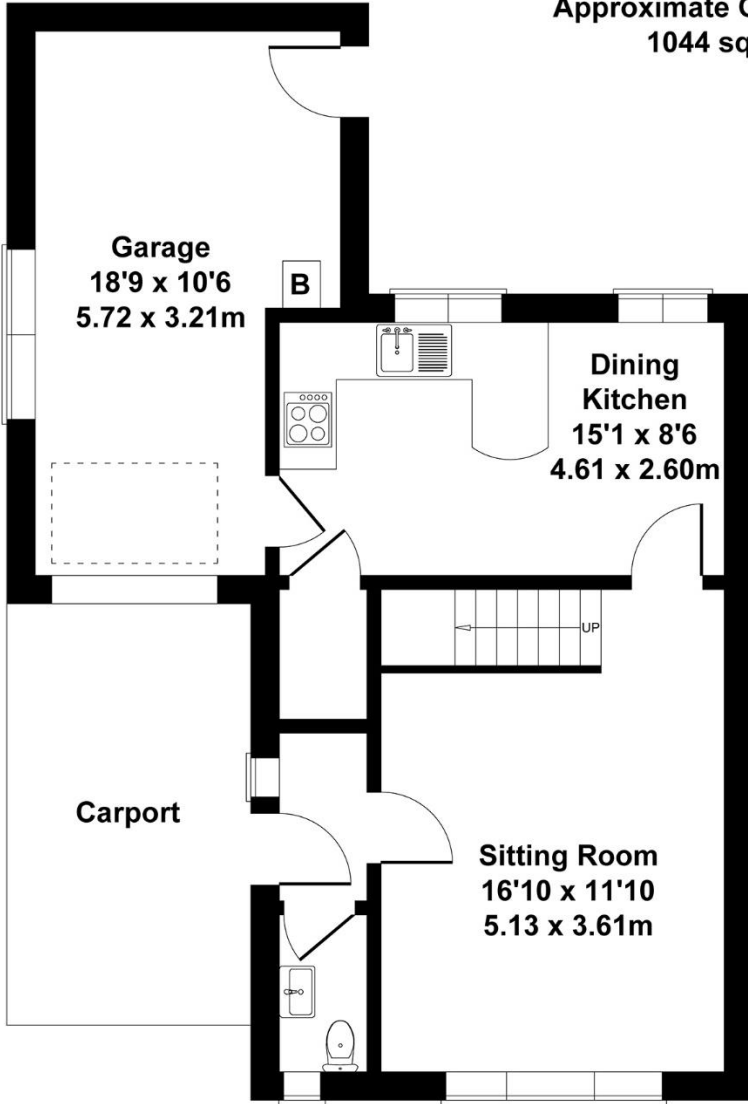 Approximate
1044 sq
Garage
18'9 x 10'6
5.72 x 3.21m
B
Dining
Kitchen
15'1 x 8'6
4.61 x 2.60m
UP
Carport
Sitting Room
16'10 x 11'10
5.13 x 3.61m